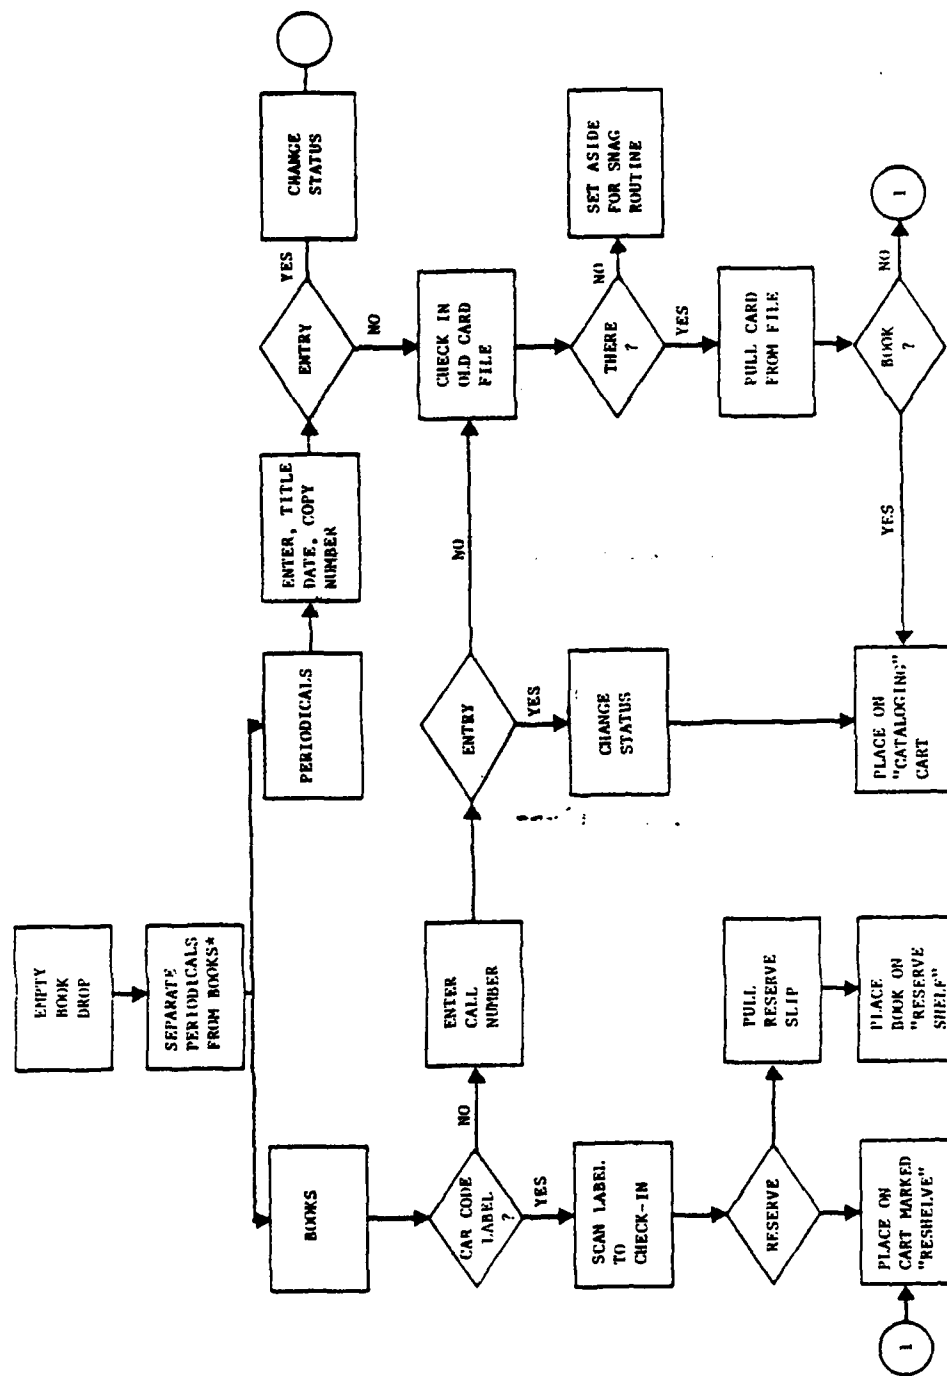 EMPTY
BOOK
DROP
SEPARATE
PERIODICALS
FROM BOOKS*
BOOKS
PERIODICALS
ENTER, TITLE
DATE, COPY
NUMBER
ENTRY
YES
CHANGE
STATUS
NO
CAR CODE
LABEL
?
NO
ENTER
CALL
NUMBER
ENTRY
NO
CHECK IN
OLD CARD
FILE
YES
SCAN LABEL
TO
CHECK-IN
YES
CHANGE
STATUS
THERE
?
NO
SET ASIDE
FOR SNAG
ROUTINE
YES
RESERVE
PULL
RESERVE
SLIP
PULL CARD
FROM FILE
1
PLACE ON
CART MARKED
"RESHELVE"
PLACE
BOOK ON
"RESERVE
SHELF"
PLACE ON
"CATALOGING"
CART
YES
BOOK
?
NO
1